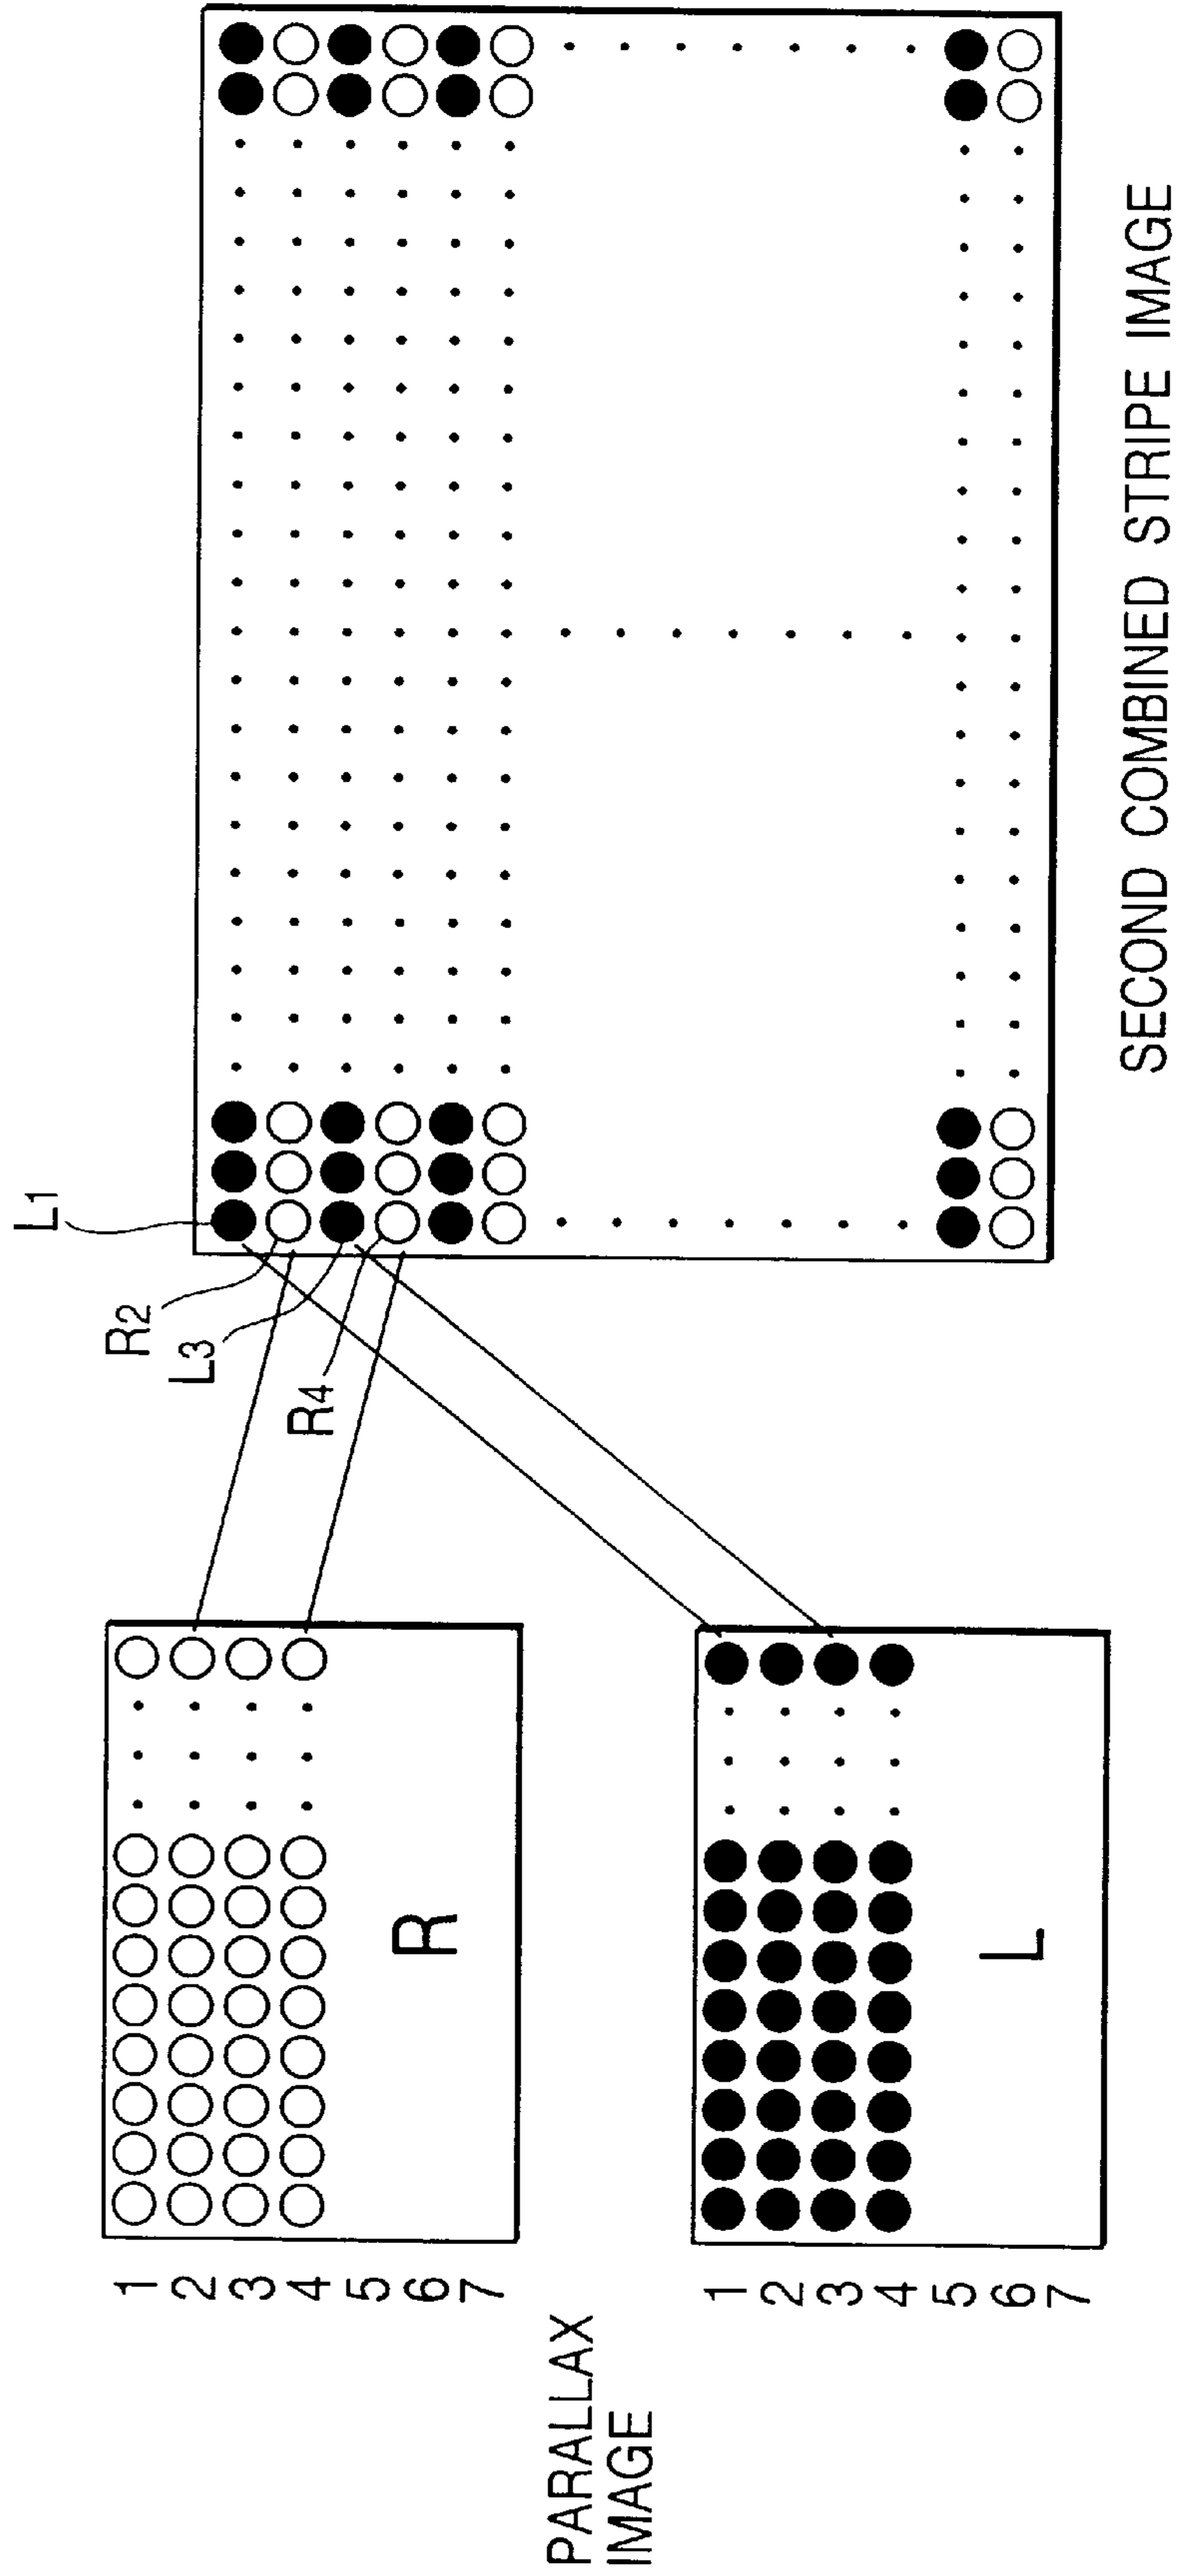 PARALLAX
IMAGE
1
2
3
4
5
6
7
R
1
2
3
4
5
6
7
L
L1
R2
L3
R4
SECOND COMBINED STRIPE IMAGE